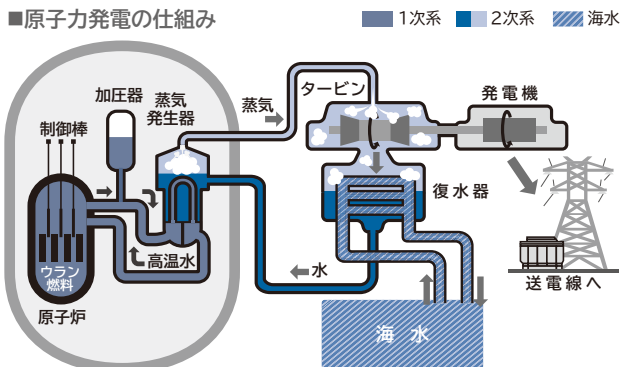 ■原子力発電の仕組み
1次系
2次系
海水
加圧器
蒸気
発生器
制御棒
蒸気
タービン
発電機
復水器
高温水
水
ウラン
燃料
原子炉
送電線へ
海水